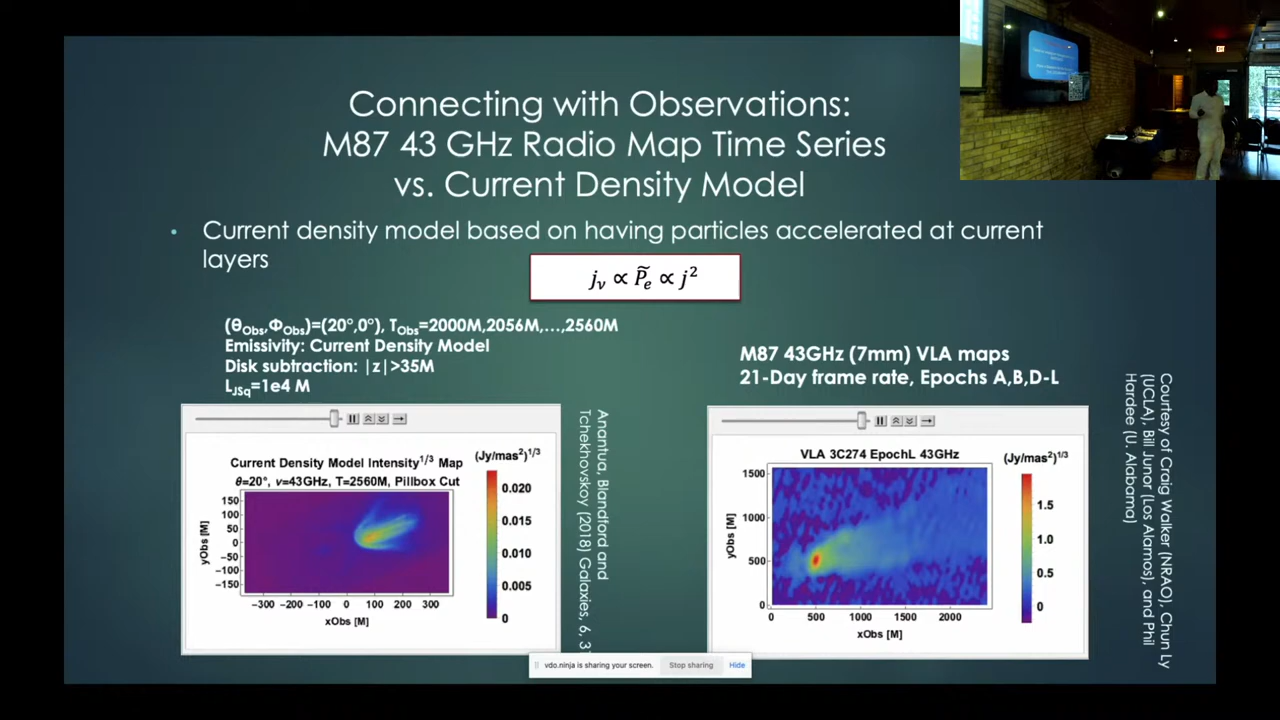 Connecting with Observations:
M87 43 GHz Radio Map Time Series
vs. Current Density Model
• Current density model based on having particles accelerated at current
layers
jᵥ ∝ P̃ₑ ∝ j²
(θObs,ΦObs)=(20°,0°), TObs=2000M,2056M,...,2560M
Emissivity: Current Density Model
Disk subtraction: |z|>35M
LJSq=1e4 M
Current Density Model Intensity^1/3 Map
θ=20°, ν=43GHz, T=2560M, Pillbox Cut
(Jy/mas²)^1/3
150
100
50
0
−50
−100
−150
yObs [M]
−300 −200 −100 0 100 200 300
xObs [M]
0.020
0.015
0.010
0.005
0
Anantua, Blandford and
Tchekhovskoy (2018) Galaxies, 6, 3
M87 43GHz (7mm) VLA maps
21-Day frame rate, Epochs A,B,D-L
VLA 3C274 EpochL 43GHz
(Jy/mas²)^1/3
1500
1000
500
0
yObs [M]
0 500 1000 1500 2000
xObs [M]
1.5
1.0
0.5
0
Courtesy of Craig Walker (NRAO), Chun Ly
(UCLA), Bill Junor (Los Alamos), and Phil
Hardee (U. Alabama)
vdo.ninja is sharing your screen. Stop sharing Hide